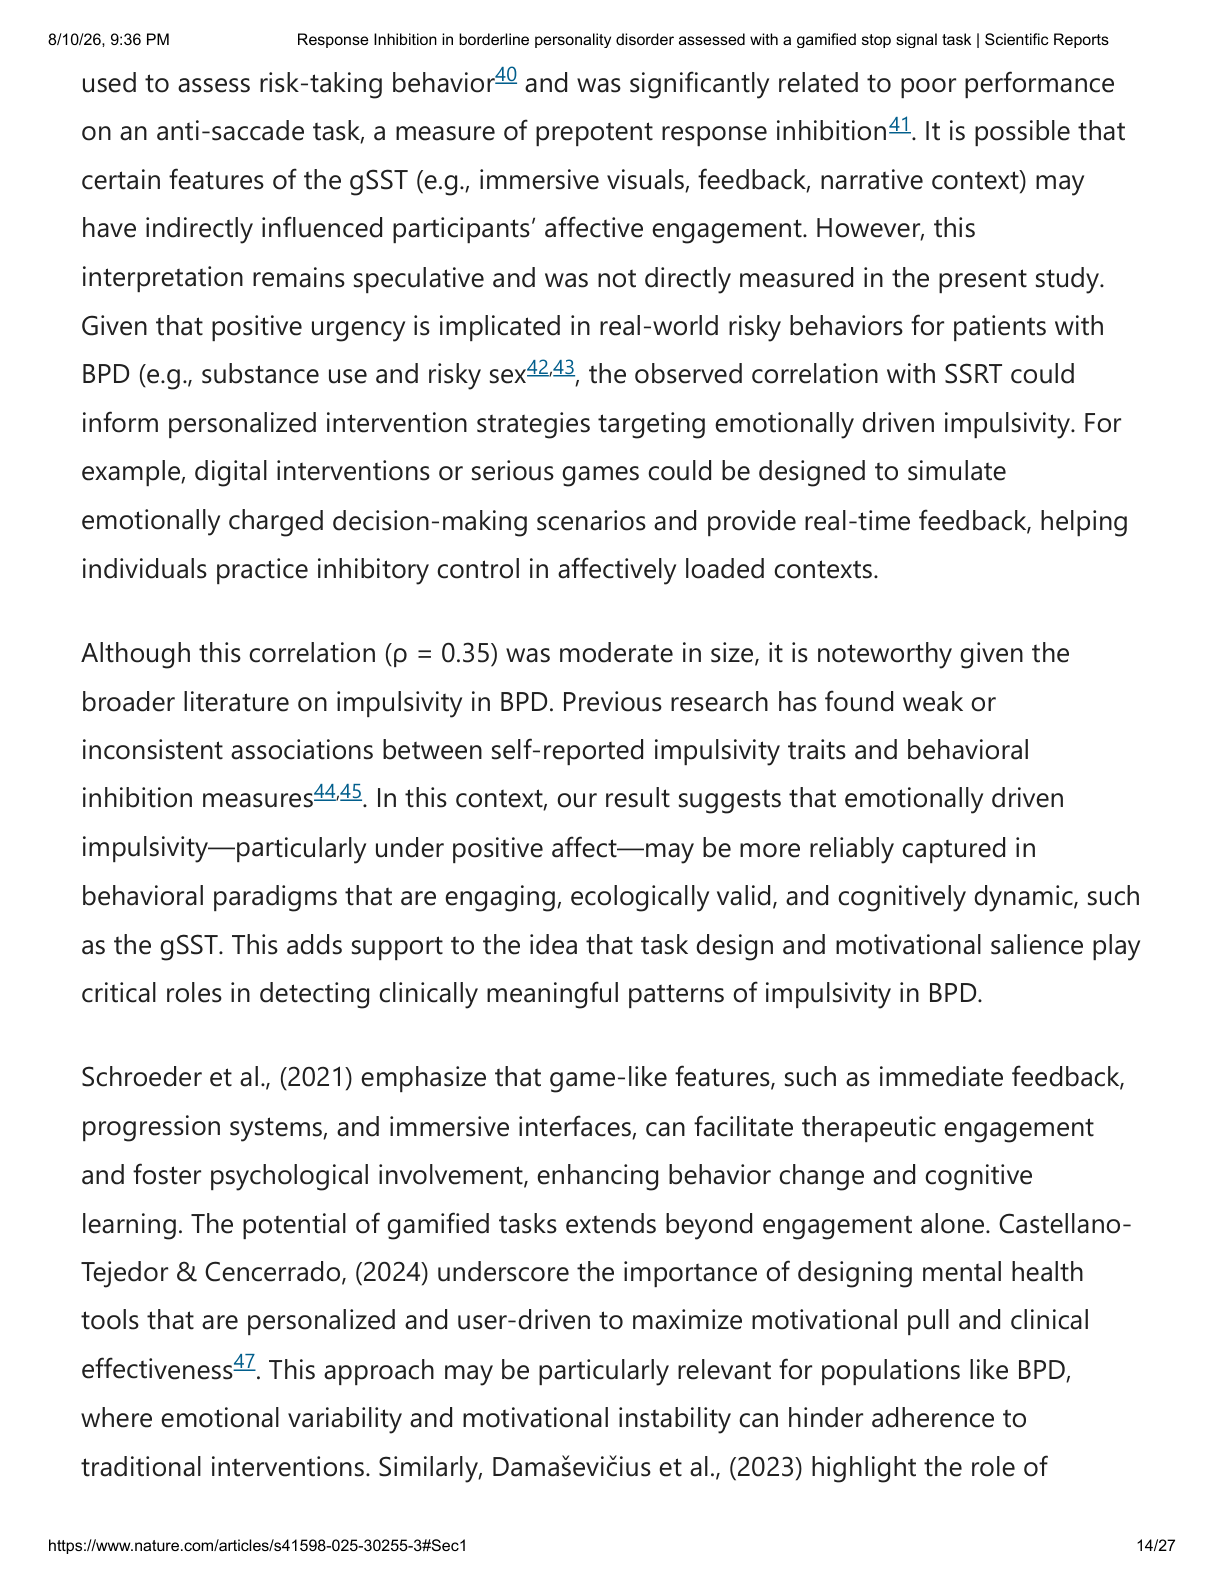 8/10/26, 9:36 PM Response Inhibition in borderline personality disorder assessed with a gamified stop signal task | Scientific Reports
used to assess risk-taking behavior40 and was significantly related to poor performance
on an anti-saccade task, a measure of prepotent response inhibition41. It is possible that
certain features of the gSST (e.g., immersive visuals, feedback, narrative context) may
have indirectly influenced participants’ affective engagement. However, this
interpretation remains speculative and was not directly measured in the present study.
Given that positive urgency is implicated in real-world risky behaviors for patients with
BPD (e.g., substance use and risky sex42,43, the observed correlation with SSRT could
inform personalized intervention strategies targeting emotionally driven impulsivity. For
example, digital interventions or serious games could be designed to simulate
emotionally charged decision-making scenarios and provide real-time feedback, helping
individuals practice inhibitory control in affectively loaded contexts.
Although this correlation (ρ = 0.35) was moderate in size, it is noteworthy given the
broader literature on impulsivity in BPD. Previous research has found weak or
inconsistent associations between self-reported impulsivity traits and behavioral
inhibition measures44,45. In this context, our result suggests that emotionally driven
impulsivity—particularly under positive affect—may be more reliably captured in
behavioral paradigms that are engaging, ecologically valid, and cognitively dynamic, such
as the gSST. This adds support to the idea that task design and motivational salience play
critical roles in detecting clinically meaningful patterns of impulsivity in BPD.
Schroeder et al., (2021) emphasize that game-like features, such as immediate feedback,
progression systems, and immersive interfaces, can facilitate therapeutic engagement
and foster psychological involvement, enhancing behavior change and cognitive
learning. The potential of gamified tasks extends beyond engagement alone. Castellano-
Tejedor & Cencerrado, (2024) underscore the importance of designing mental health
tools that are personalized and user-driven to maximize motivational pull and clinical
effectiveness47. This approach may be particularly relevant for populations like BPD,
where emotional variability and motivational instability can hinder adherence to
traditional interventions. Similarly, Damaševičius et al., (2023) highlight the role of
https://www.nature.com/articles/s41598-025-30255-3#Sec1 14/27